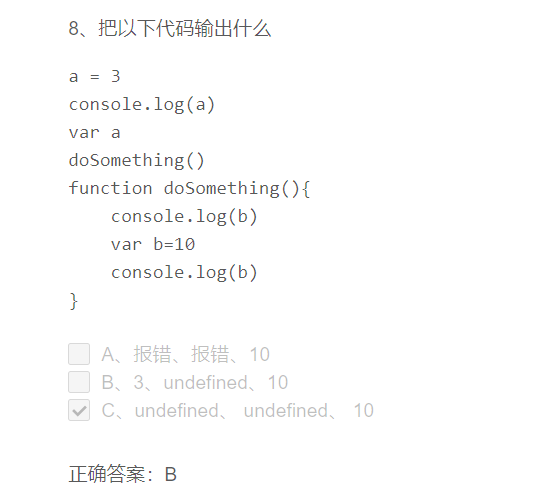 8、把以下代码输出什么
a = 3
console.log(a)
var a
doSomething()
function doSomething(){
    console.log(b)
    var b=10
    console.log(b)
}
A、报错、报错、10
B、3、undefined、10
C、undefined、 undefined、 10
正确答案：B